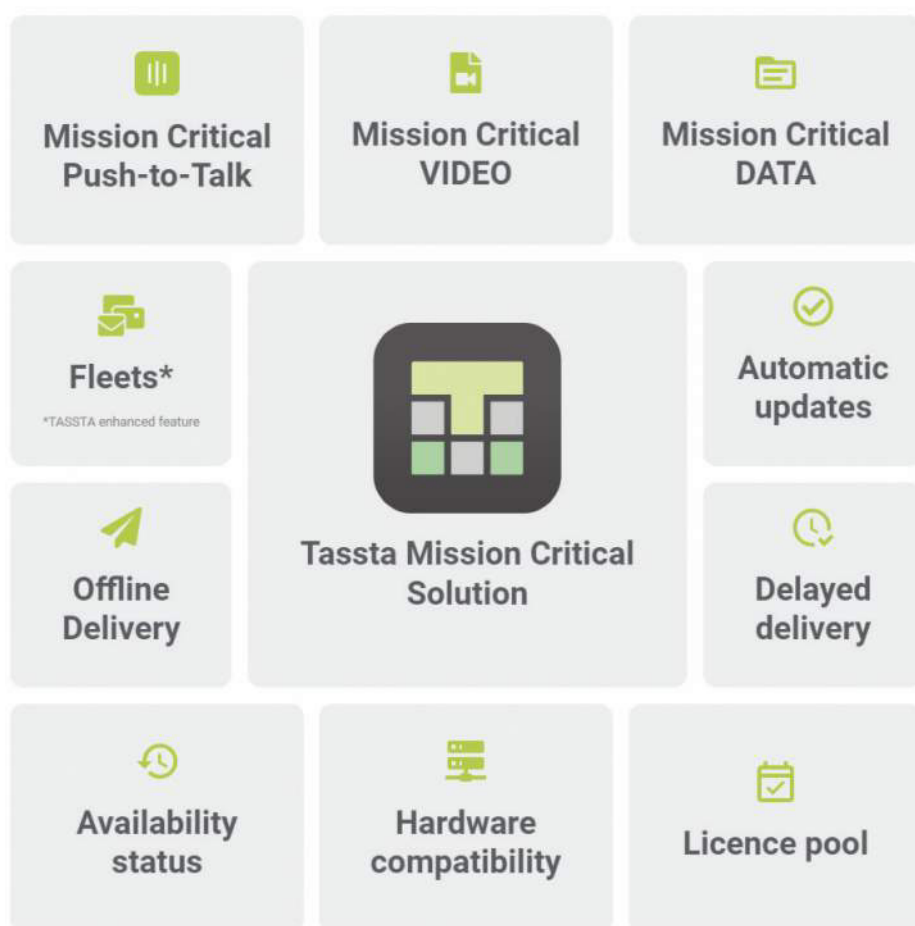 Mission Critical
Push-to-Talk
Mission Critical
VIDEO
Mission Critical
DATA
Fleets*
*TASSTA enhanced feature
Tassta Mission Critical
Solution
Automatic
updates
Offline
Delivery
Delayed
delivery
Availability
status
Hardware
compatibility
Licence pool